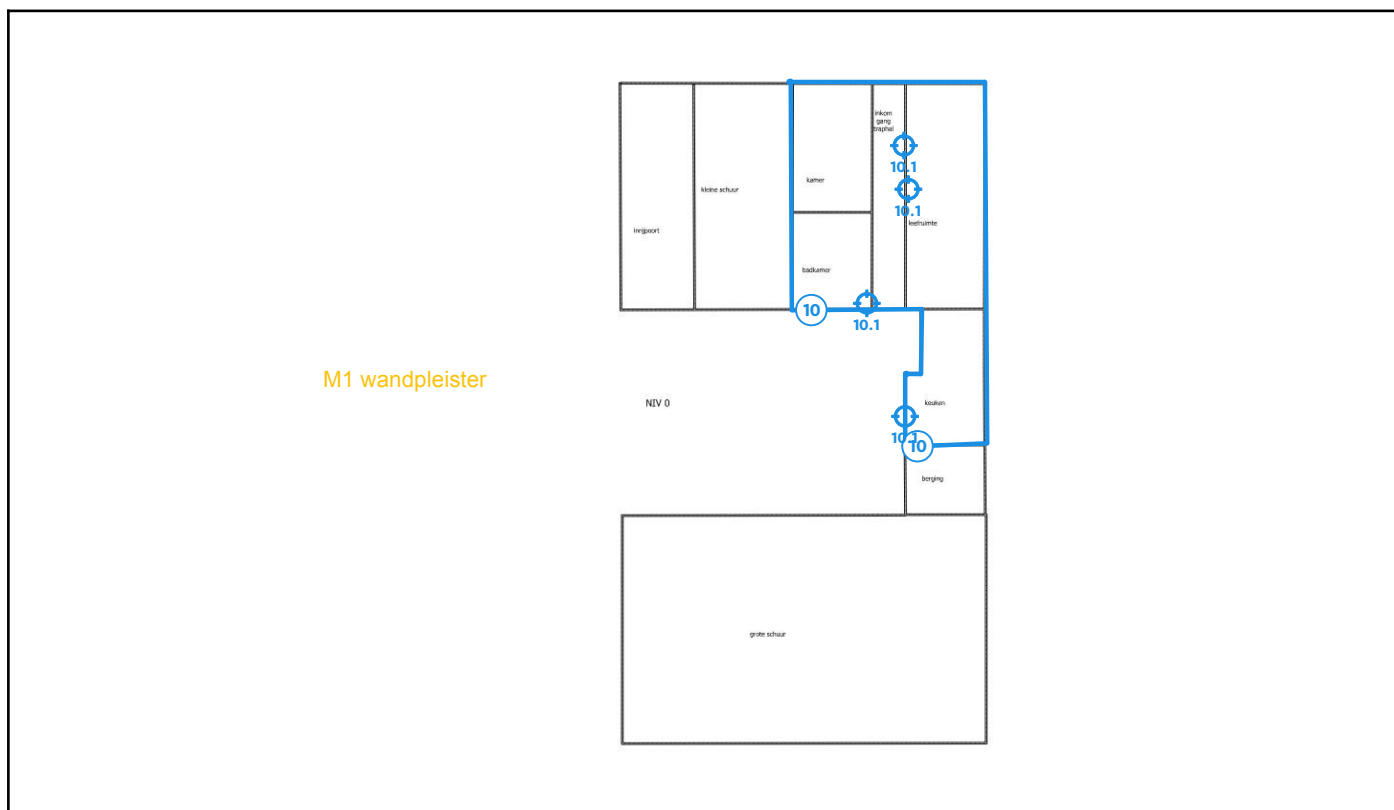 inkom
gang
traphal
10.1
kamer
kleine schuur
10.1
leefruimte
inrijpoort
badkamer
10
10.1
M1 wandpleister
NIV 0
keuken
10.1
10
berging
grote schuur